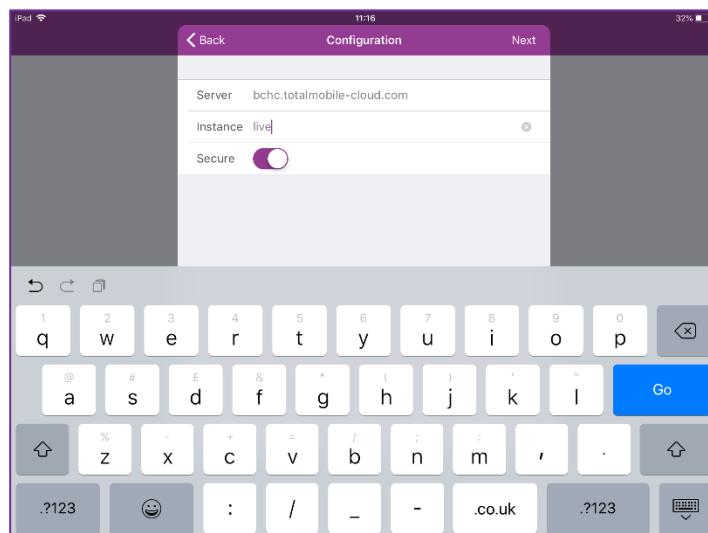 iPad 11:16 32%
Back Configuration Next
Server bchc.totalmobile-cloud.com
Instance live
Secure
1 2 3 4 5 6 7 8 9 0
q w e r t y u i o p
@ # £ & * ( ) ' "
a s d f g h j k l Go
% - + = / ; :
z x c v b n m , .
.?123 : / _ - .co.uk .?123